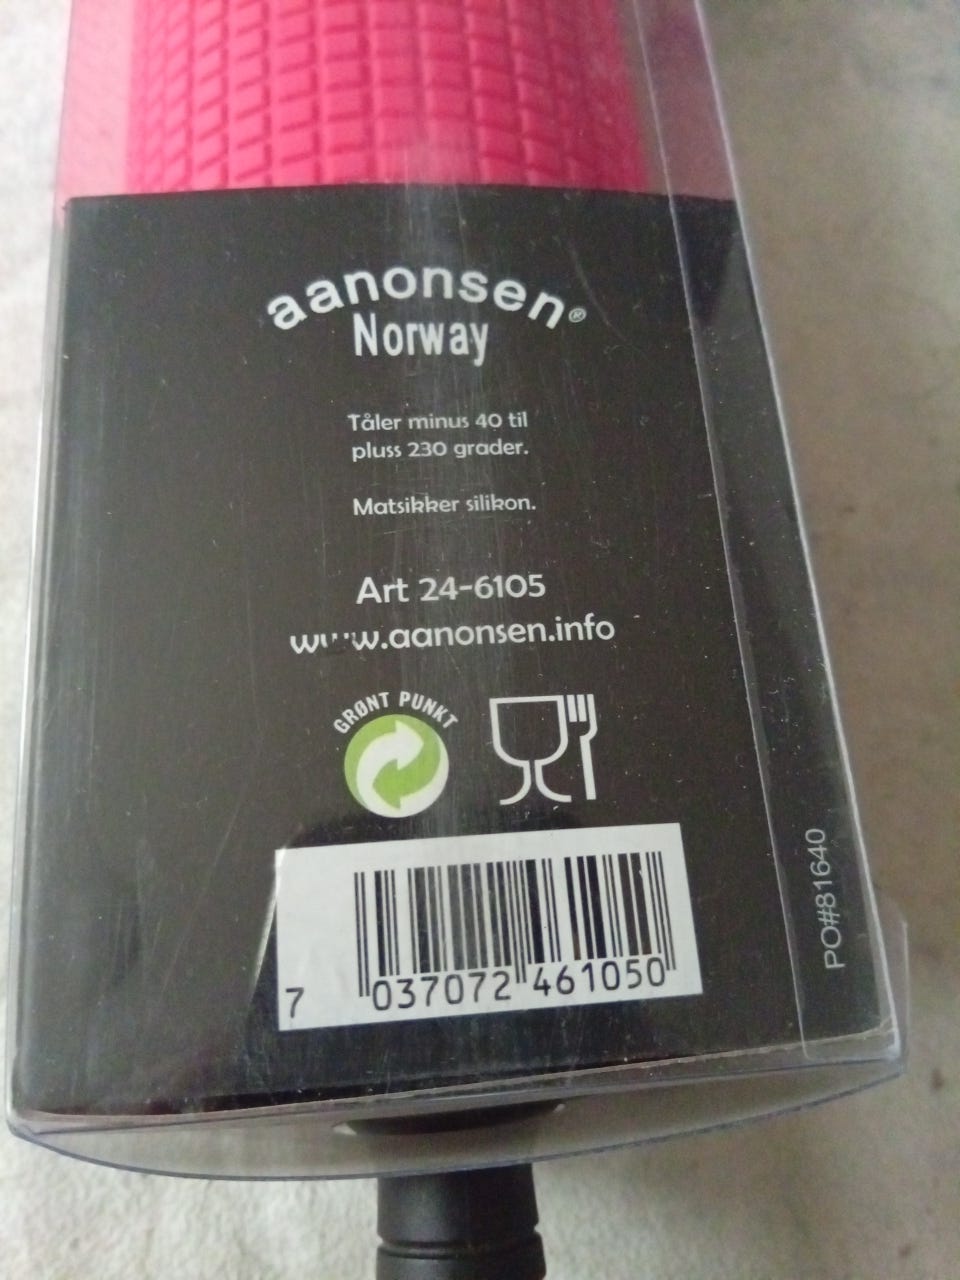 aanonsen®
Norway
Tåler minus 40 til
pluss 230 grader.
Matsikker silikon.
Art 24-6105
www.aanonsen.info
GRØNT PUNKT
7 037072 461050
PO#81640